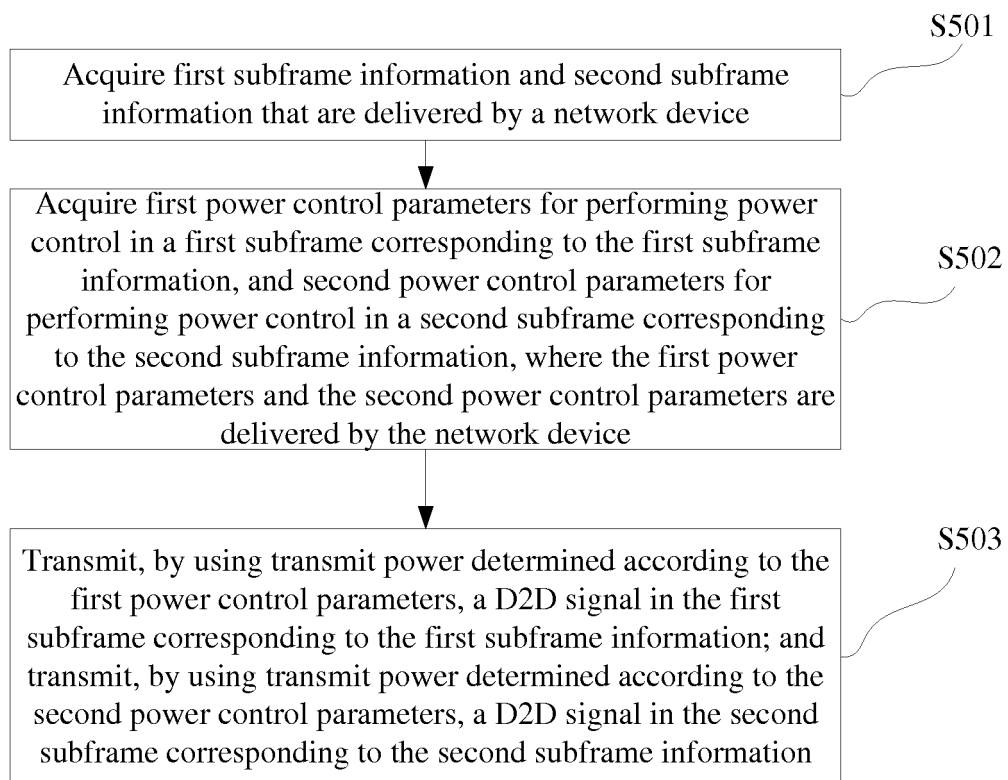 S501
Acquire first subframe information and second subframe
information that are delivered by a network device
Acquire first power control parameters for performing power
control in a first subframe corresponding to the first subframe
information, and second power control parameters for
performing power control in a second subframe corresponding
to the second subframe information, where the first power
control parameters and the second power control parameters are
delivered by the network device
S502
Transmit, by using transmit power determined according to the
first power control parameters, a D2D signal in the first
subframe corresponding to the first subframe information; and
transmit, by using transmit power determined according to the
second power control parameters, a D2D signal in the second
subframe corresponding to the second subframe information
S503